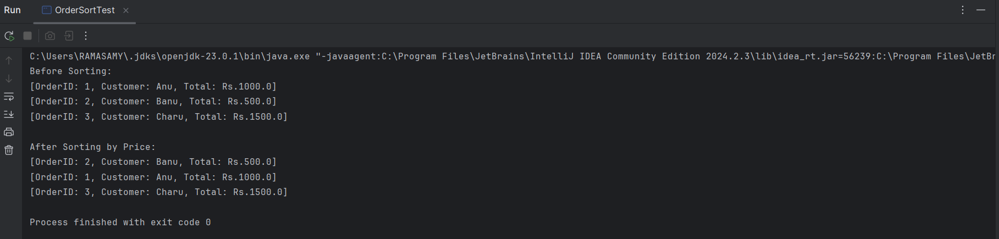 Run OrderSortTest
C:\Users\RAMASAMY\.jdks\openjdk-23.0.1\bin\java.exe "-javaagent:C:\Program Files\JetBrains\IntelliJ IDEA Community Edition 2024.2.3\lib\idea_rt.jar=56239:C:\Program Files\JetBr
Before Sorting:
[OrderID: 1, Customer: Anu, Total: Rs.1000.0]
[OrderID: 2, Customer: Banu, Total: Rs.500.0]
[OrderID: 3, Customer: Charu, Total: Rs.1500.0]
After Sorting by Price:
[OrderID: 2, Customer: Banu, Total: Rs.500.0]
[OrderID: 1, Customer: Anu, Total: Rs.1000.0]
[OrderID: 3, Customer: Charu, Total: Rs.1500.0]
Process finished with exit code 0